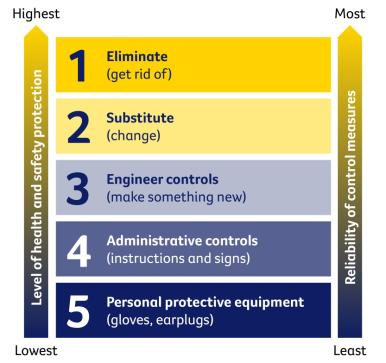 Highest
Most
Level of health and safety protection
Reliability of control measures
1
Eliminate
(get rid of)
2
Substitute
(change)
3
Engineer controls
(make something new)
4
Administrative controls
(instructions and signs)
5
Personal protective equipment
(gloves, earplugs)
Lowest
Least